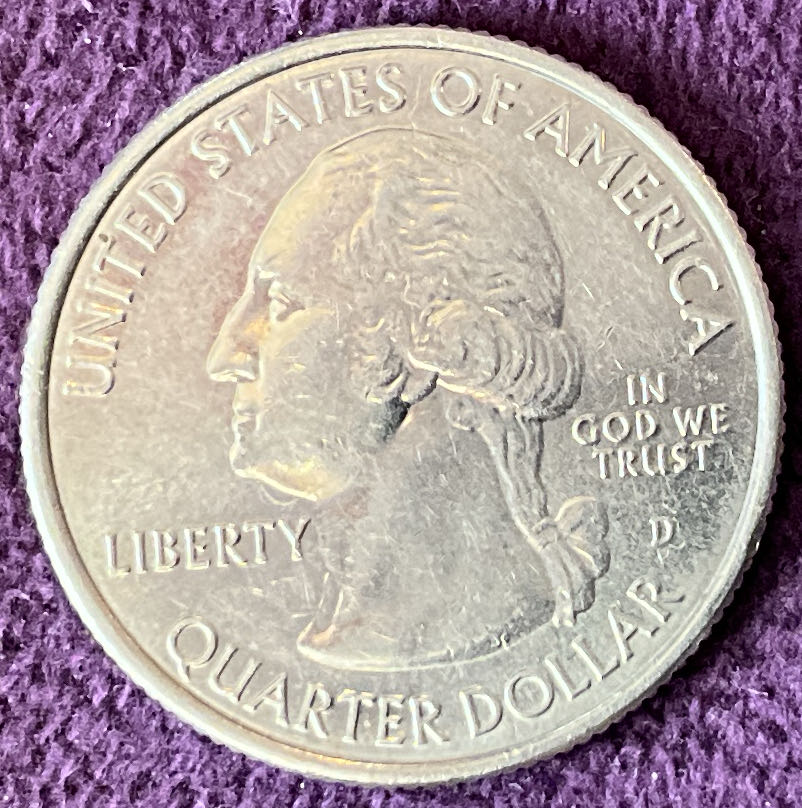 UNITED STATES OF AMERICA
IN
GOD WE
TRUST
LIBERTY
D
QUARTER DOLLAR